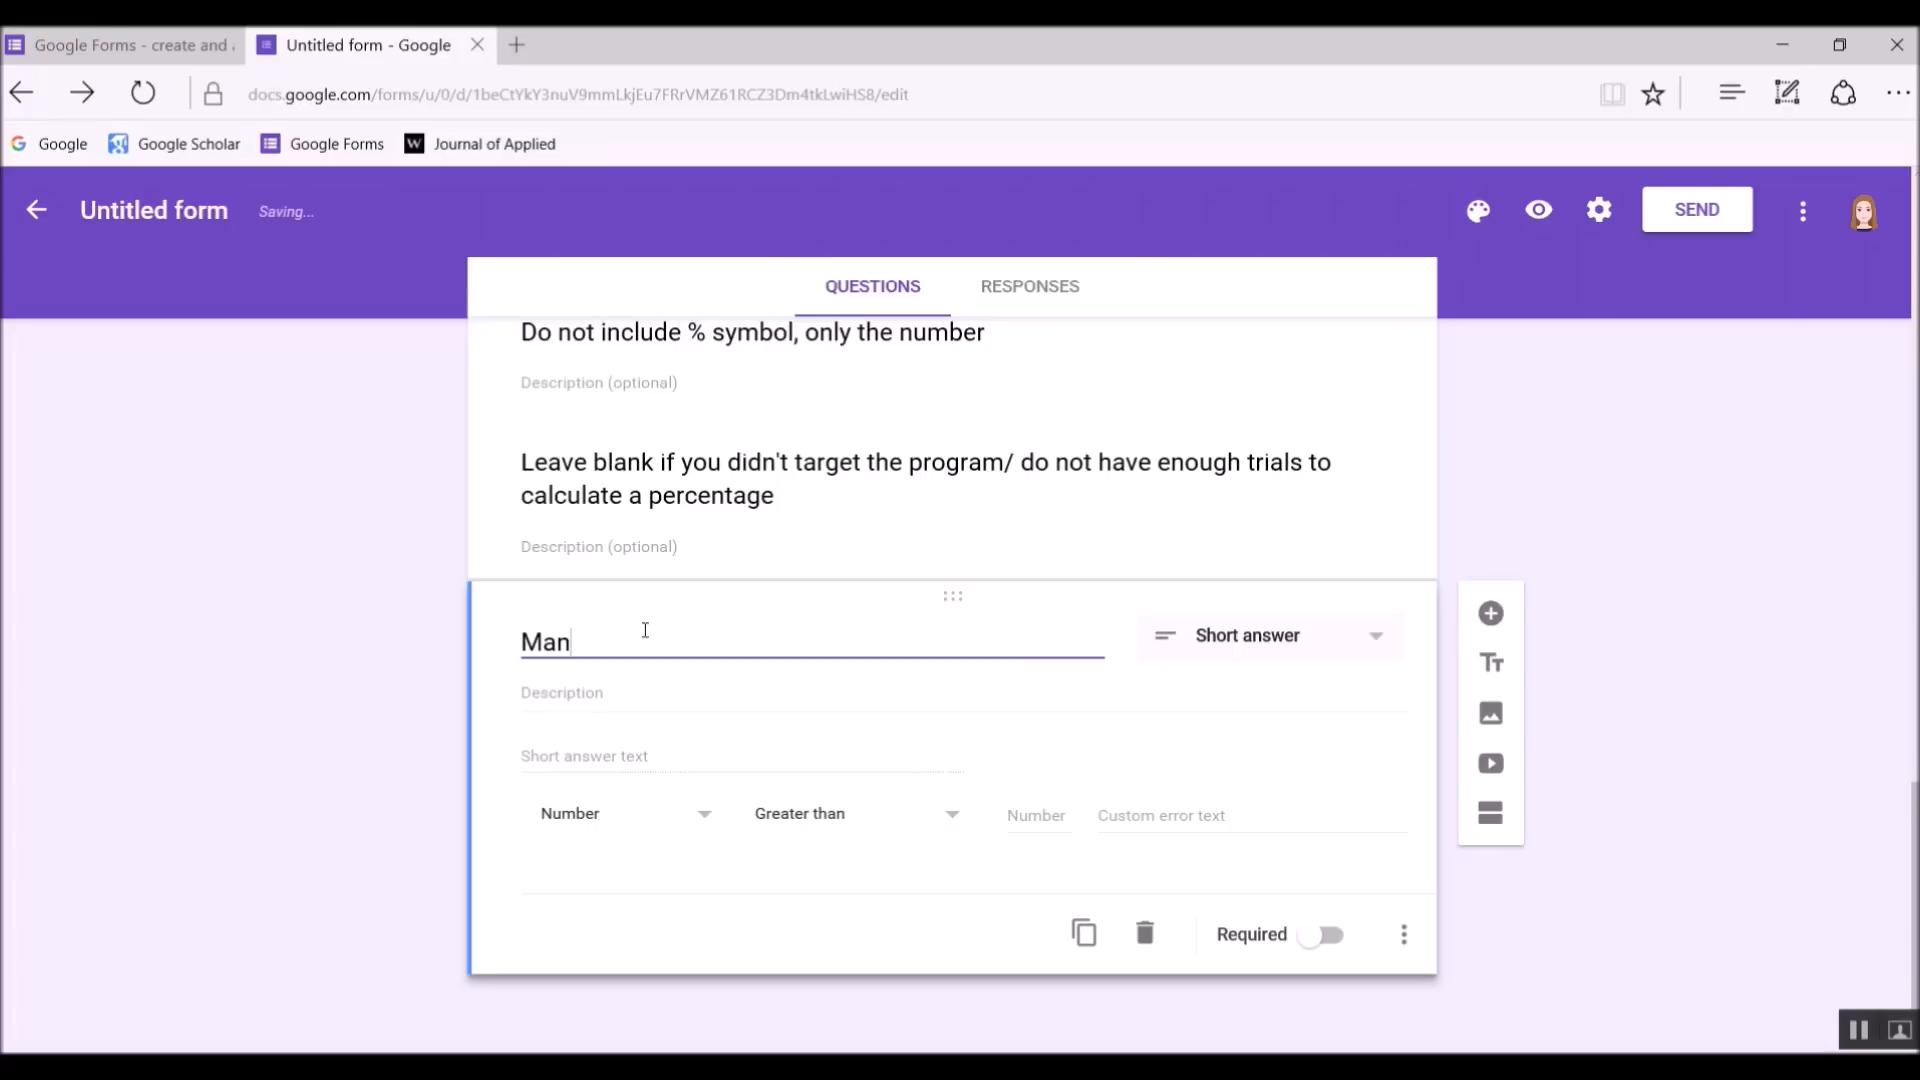 Google Forms - create and
Untitled form - Google
docs.google.com/forms/u/0/d/1beCtYkY3nuV9mmLkjEu7FRrVMZ61RCZ3Dm4tkLwiHS8/edit
Google
Google Scholar
Google Forms
W
Journal of Applied
Untitled form
Saving...
SEND
QUESTIONS
RESPONSES
Do not include % symbol, only the number
Description (optional)
Leave blank if you didn't target the program/ do not have enough trials to
calculate a percentage
Description (optional)
Man
Short answer
Description
Short answer text
Number
Greater than
Number
Custom error text
Required